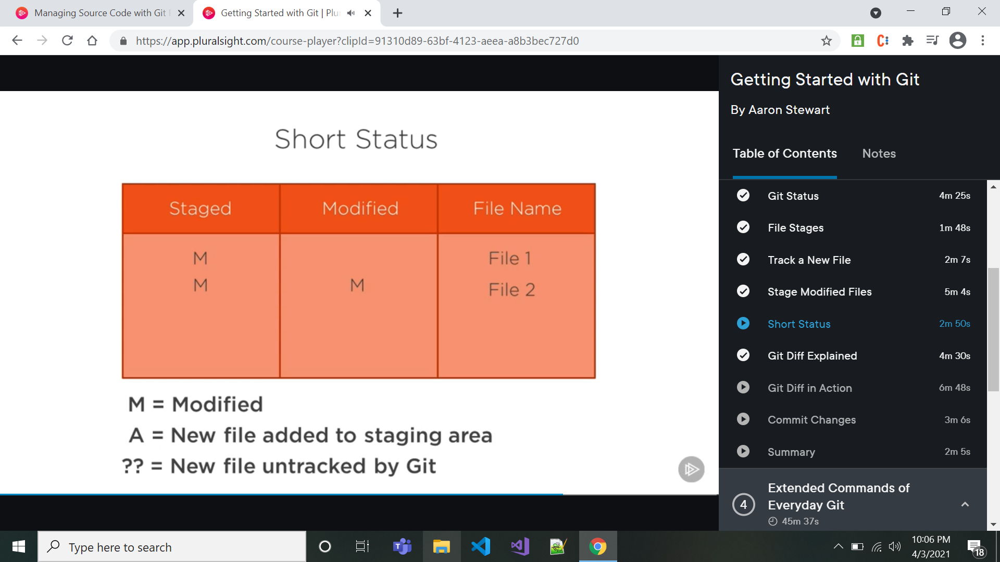 Managing Source Code with Git
Getting Started with Git | Plu
https://app.pluralsight.com/course-player?clipId=91310d89-63bf-4123-aeea-a8b3bec727d0
Short Status
Staged Modified File Name
M File 1
M M File 2
M = Modified
A = New file added to staging area
?? = New file untracked by Git
Getting Started with Git
By Aaron Stewart
Table of Contents Notes
Git Status 4m 25s
File Stages 1m 48s
Track a New File 2m 7s
Stage Modified Files 5m 4s
Short Status 2m 50s
Git Diff Explained 4m 30s
Git Diff in Action 6m 48s
Commit Changes 3m 6s
Summary 2m 5s
4
Extended Commands of
Everyday Git
45m 37s
Type here to search
10:06 PM
4/3/2021
18